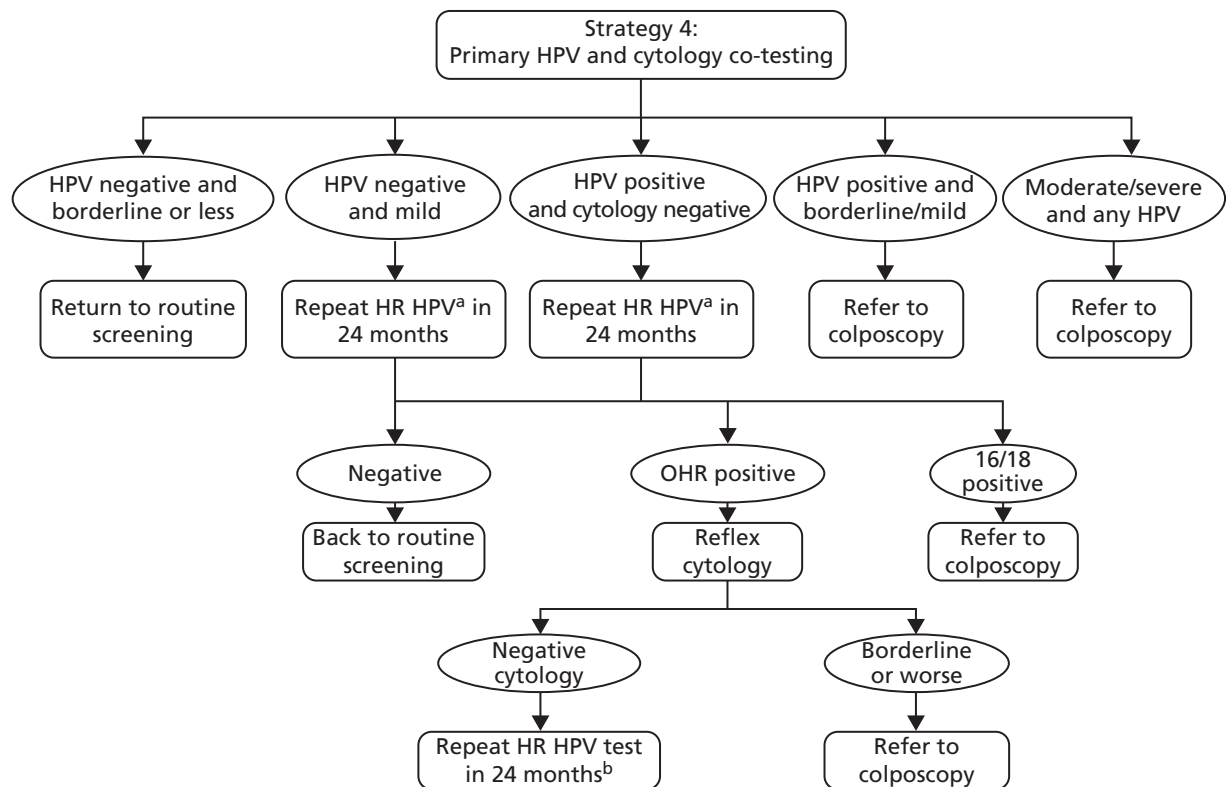 Strategy 4:
Primary HPV and cytology co-testing
HPV negative and
borderline or less
HPV negative
and mild
HPV positive
and cytology negative
HPV positive and
borderline/mild
Moderate/severe
and any HPV
Return to routine
screening
Repeat HR HPVᵃ in
24 months
Repeat HR HPVᵃ in
24 months
Refer to
colposcopy
Refer to
colposcopy
Negative
OHR positive
16/18
positive
Back to routine
screening
Reflex
cytology
Refer to
colposcopy
Negative
cytology
Borderline
or worse
Repeat HR HPV test
in 24 monthsᵇ
Refer to
colposcopy